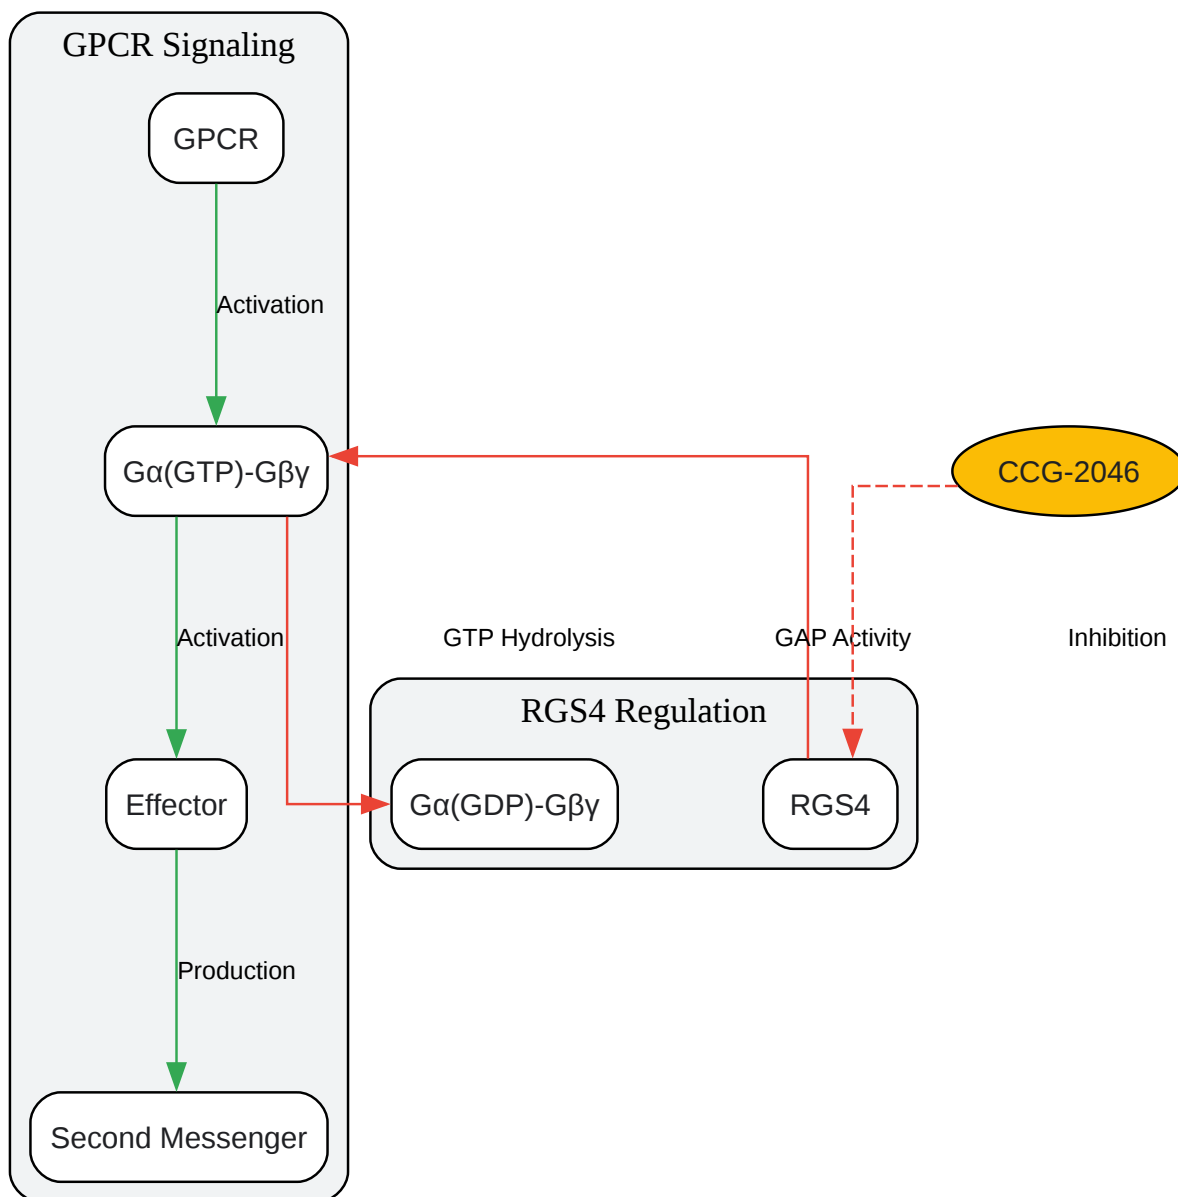 GPCR Signaling
GPCR
Activation
Gα(GTP)-Gβγ
CCG-2046
Activation
GTP Hydrolysis
GAP Activity
Inhibition
RGS4 Regulation
Effector
Gα(GDP)-Gβγ
RGS4
Production
Second Messenger